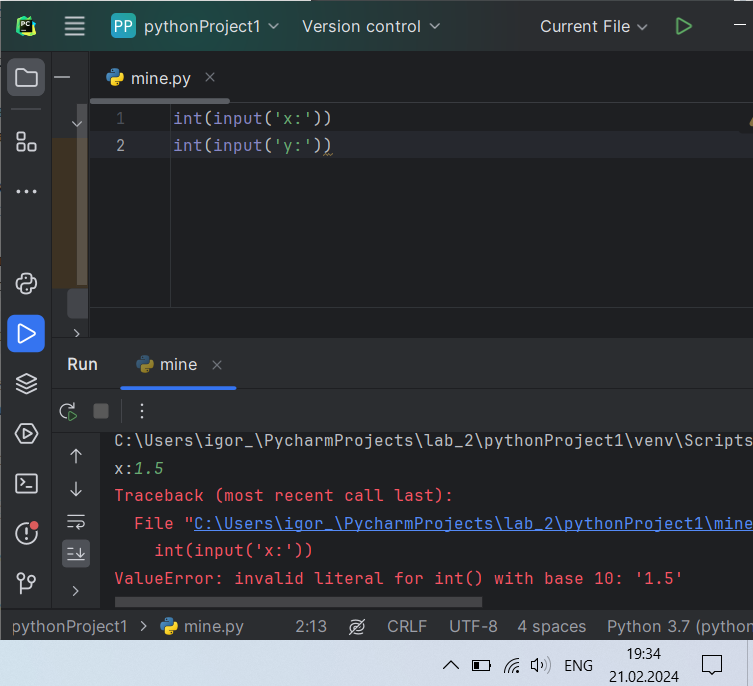 PC
PP pythonProject1 Version control Current File
mine.py
1 int(input('x:'))
2 int(input('y:'))
Run mine
C:\Users\igor_\PycharmProjects\lab_2\pythonProject1\venv\Scripts
x:1.5
Traceback (most recent call last):
File "C:\Users\igor_\PycharmProjects\lab_2\pythonProject1\mine
int(input('x:'))
ValueError: invalid literal for int() with base 10: '1.5'
pythonProject1 > mine.py 2:13 CRLF UTF-8 4 spaces Python 3.7 (python
ENG 19:34
21.02.2024